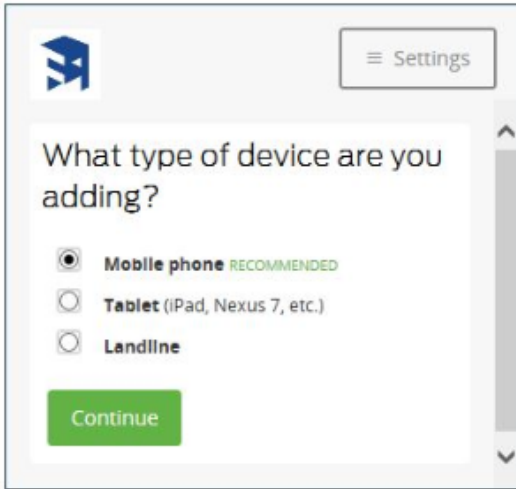 ≡ Settings
What type of device are you
adding?
Mobile phone RECOMMENDED
Tablet (iPad, Nexus 7, etc.)
Landline
Continue